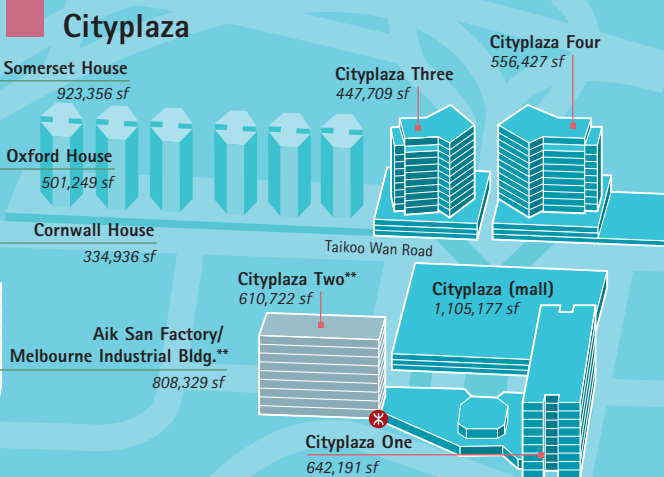 Cityplaza
Somerset House
923,356 sf
Oxford House
501,249 sf
Cornwall House
334,936 sf
Aik San Factory/
Melbourne Industrial Bldg.**
808,329 sf
Cityplaza Three
447,709 sf
Cityplaza Four
556,427 sf
Taikoo Wan Road
Cityplaza Two**
610,722 sf
Cityplaza (mall)
1,105,177 sf
Cityplaza One
642,191 sf